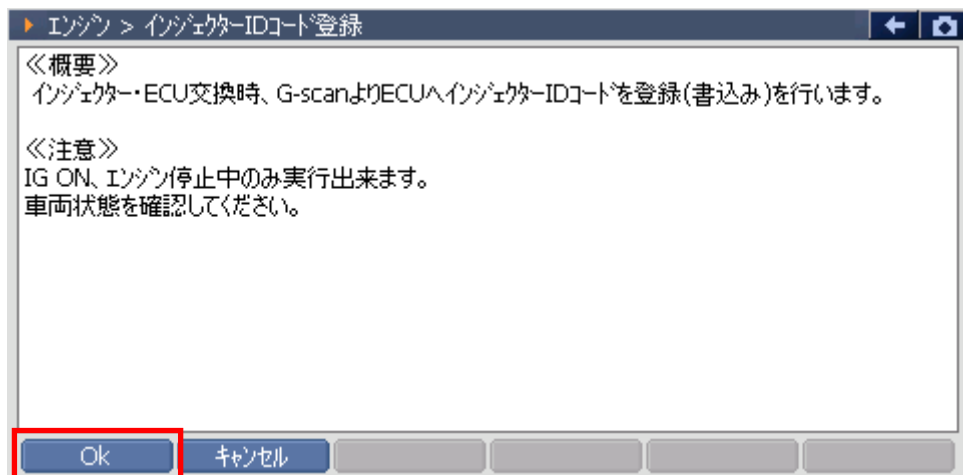 エンジン > インジェクターIDコード登録
≪概要≫
インジェクター・ECU交換時、G-scanよりECUへインジェクターIDコードを登録(書込み)を行います。
≪注意≫
IG ON、エンジン停止中のみ実行出来ます。
車両状態を確認してください。
Ok キャンセル